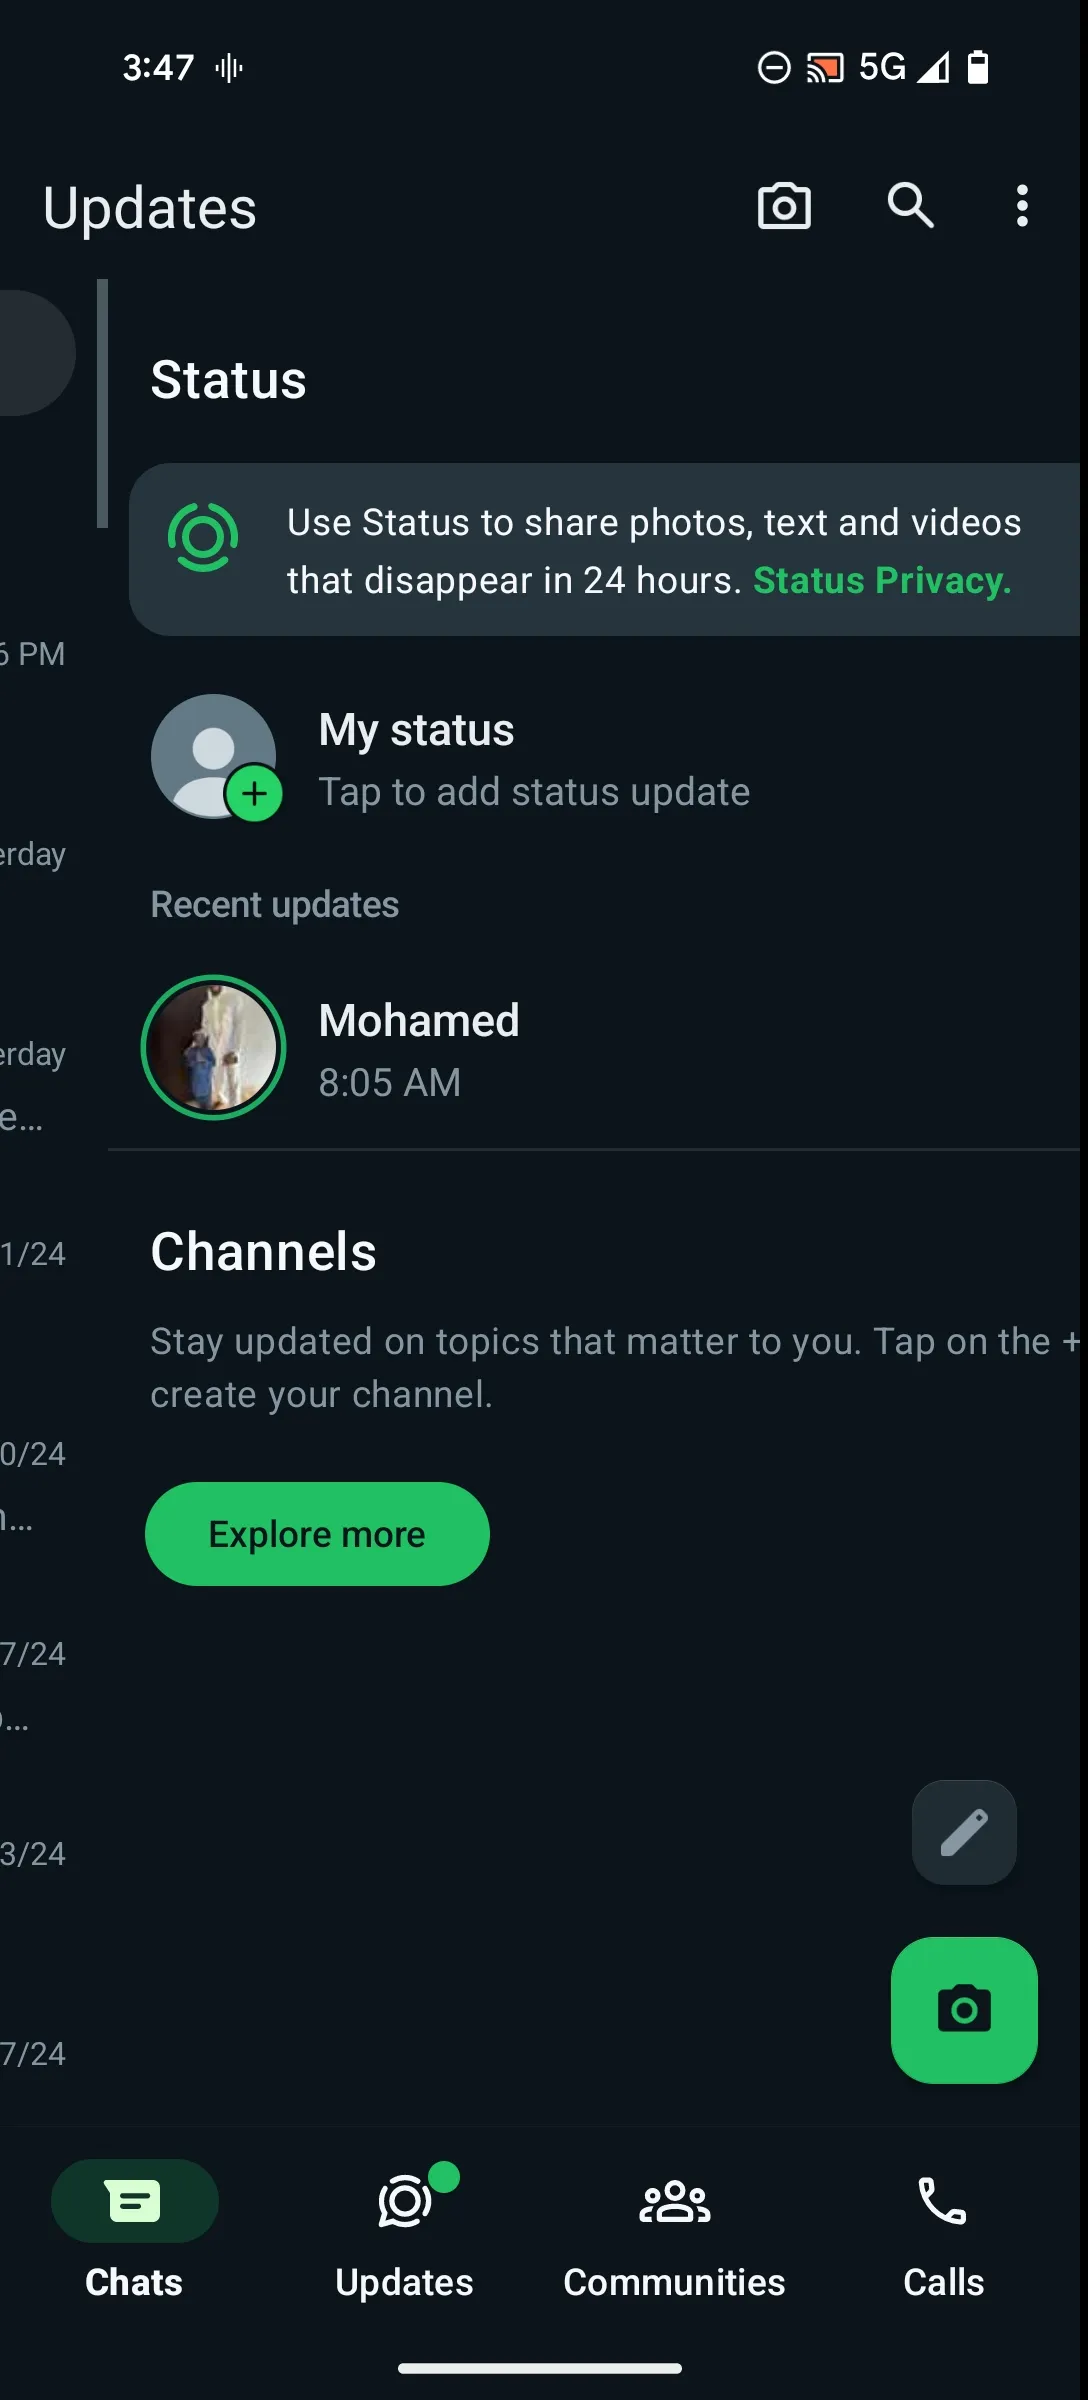 3:47
5G
Updates
Status
Use Status to share photos, text and videos
that disappear in 24 hours. Status Privacy.
6 PM
My status
Tap to add status update
erday
Recent updates
Mohamed
erday
8:05 AM
e...
Channels
1/24
Stay updated on topics that matter to you. Tap on the +
create your channel.
0/24
...
Explore more
7/24
...
3/24
7/24
Chats
Updates
Communities
Calls